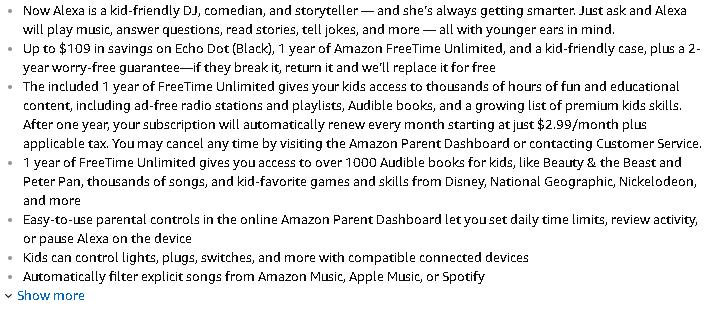 Now Alexa is a kid-friendly DJ, comedian, and storyteller — and she's always getting smarter. Just ask and Alexa
will play music, answer questions, read stories, tell jokes, and more — all with younger ears in mind.
Up to $109 in savings on Echo Dot (Black), 1 year of Amazon FreeTime Unlimited, and a kid-friendly case, plus a 2-
year worry-free guarantee—if they break it, return it and we'll replace it for free
The included 1 year of FreeTime Unlimited gives your kids access to thousands of hours of fun and educational
content, including ad-free radio stations and playlists, Audible books, and a growing list of premium kids skills.
After one year, your subscription will automatically renew every month starting at just $2.99/month plus
applicable tax. You may cancel any time by visiting the Amazon Parent Dashboard or contacting Customer Service.
1 year of FreeTime Unlimited gives you access to over 1000 Audible books for kids, like Beauty & the Beast and
Peter Pan, thousands of songs, and kid-favorite games and skills from Disney, National Geographic, Nickelodeon,
and more
Easy-to-use parental controls in the online Amazon Parent Dashboard let you set daily time limits, review activity,
or pause Alexa on the device
Kids can control lights, plugs, switches, and more with compatible connected devices
Automatically filter explicit songs from Amazon Music, Apple Music, or Spotify
Show more